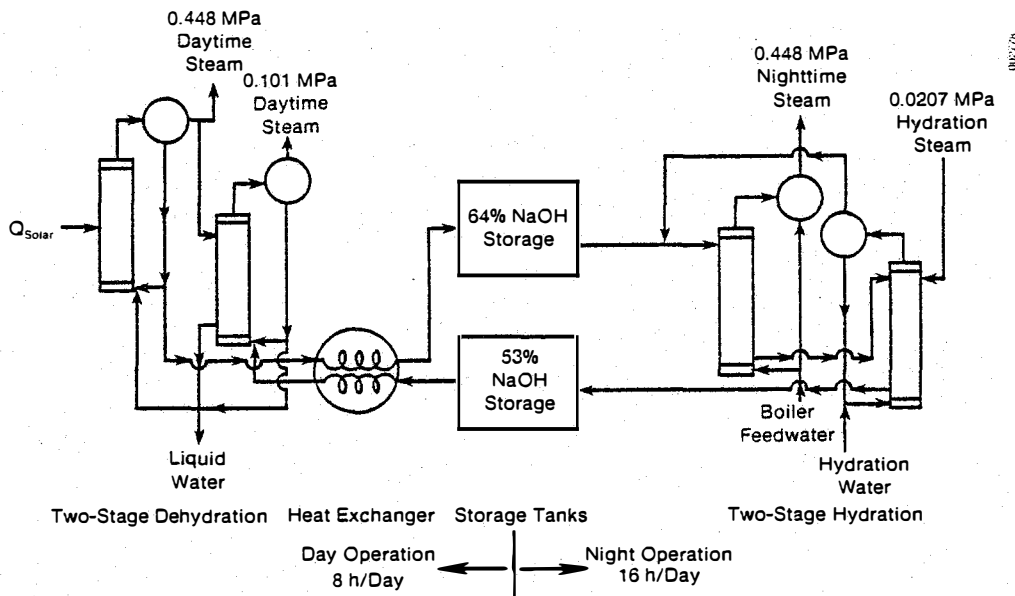 0.448 MPa
Daytime
Steam
0.101 MPa
Daytime
Steam
0.448 MPa
Nighttime
Steam
0.0207 MPa
Hydration
Steam
QSolar
64% NaOH
Storage
53%
NaOH
Storage
Liquid
Water
Boiler
Feedwater
Hydration
Water
Two-Stage Dehydration
Heat Exchanger
Storage Tanks
Two-Stage Hydration
Day Operation
8 h/Day
Night Operation
16 h/Day